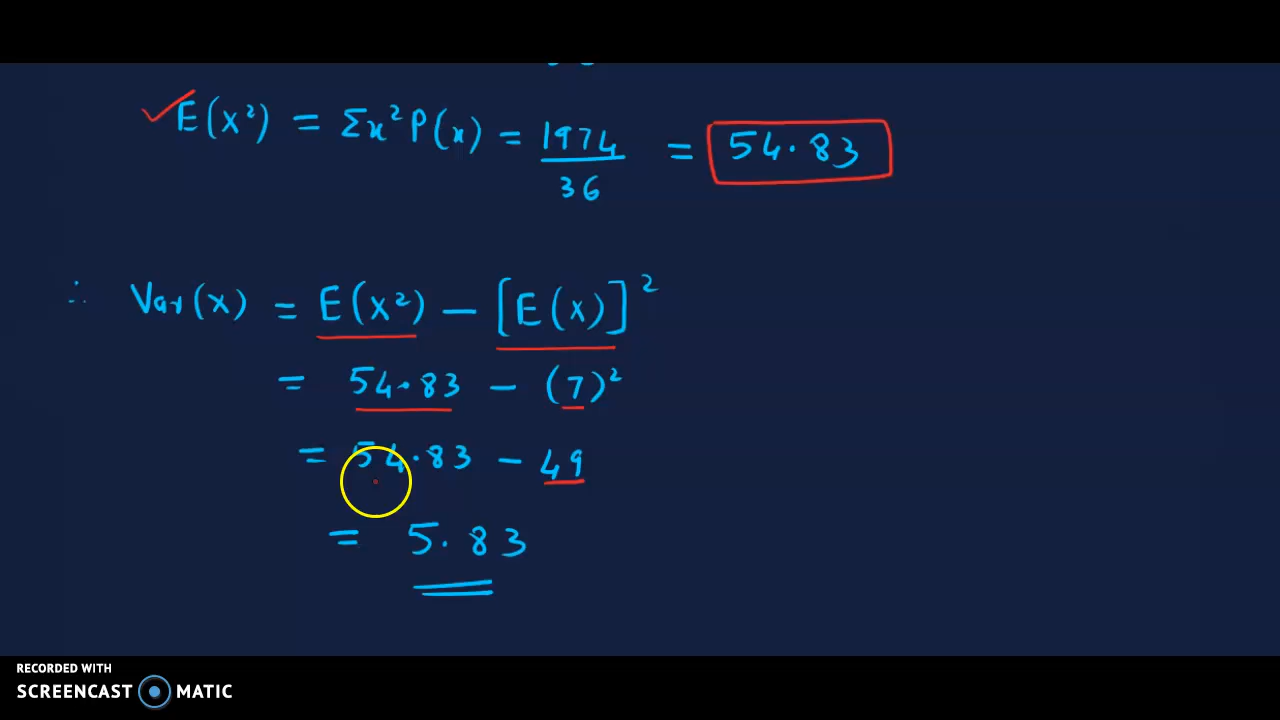 E(x²) = Σx²P(x) = 1974/36 = 54.83
∴ Var(x) = E(x²) - [E(x)]²
= 54.83 - (7)²
= 54.83 - 49
= 5.83
RECORDED WITH
SCREENCAST MATIC